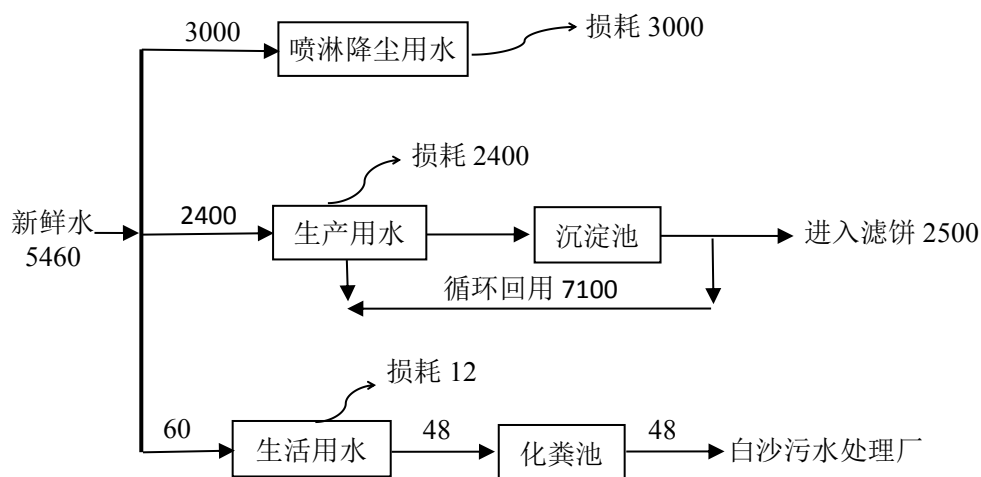 3000
喷淋降尘用水
损耗 3000
损耗 2400
新鲜水
5460
2400
生产用水
沉淀池
进入滤饼 2500
循环回用 7100
损耗 12
60
生活用水
48
化粪池
48
白沙污水处理厂